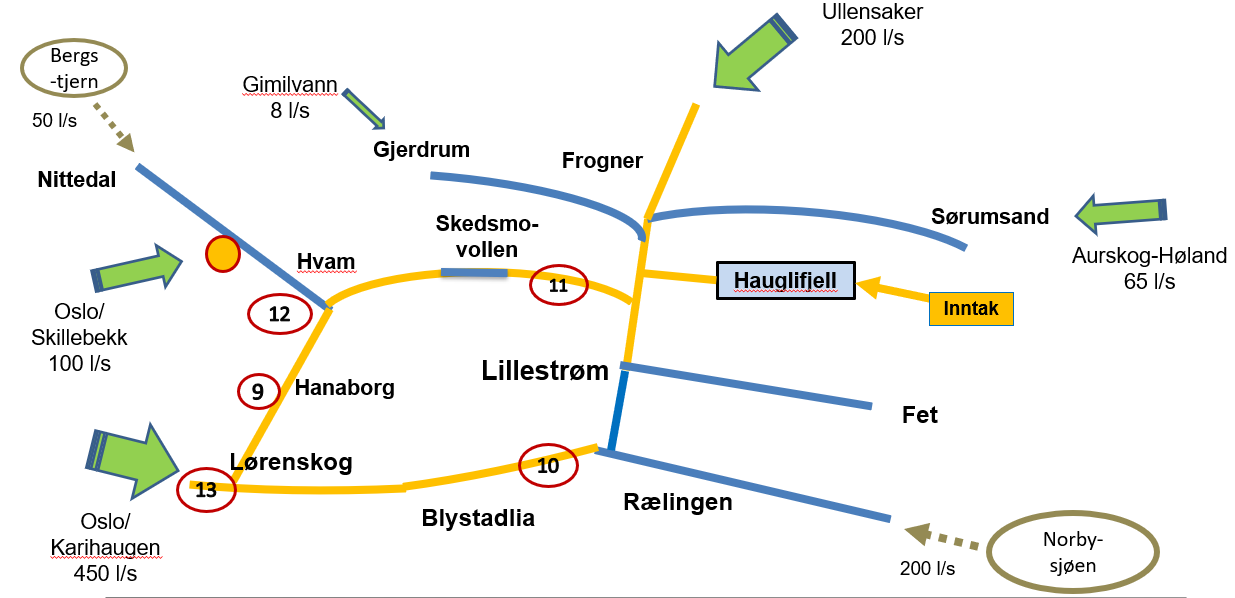 Ullensaker
200 l/s
Bergs
-tjern
50 l/s
Gimilvann
8 l/s
Gjerdrum
Frogner
Nittedal
Skedsmo-
vollen
Sørumsand
Aurskog-Høland
65 l/s
Hvam
11
Hauglifjell
Inntak
12
Oslo/
Skillebekk
100 l/s
Lillestrøm
9
Hanaborg
Fet
Lørenskog
10
13
Blystadlia
Rælingen
Oslo/
Karihaugen
450 l/s
200 l/s
Norby-
sjøen